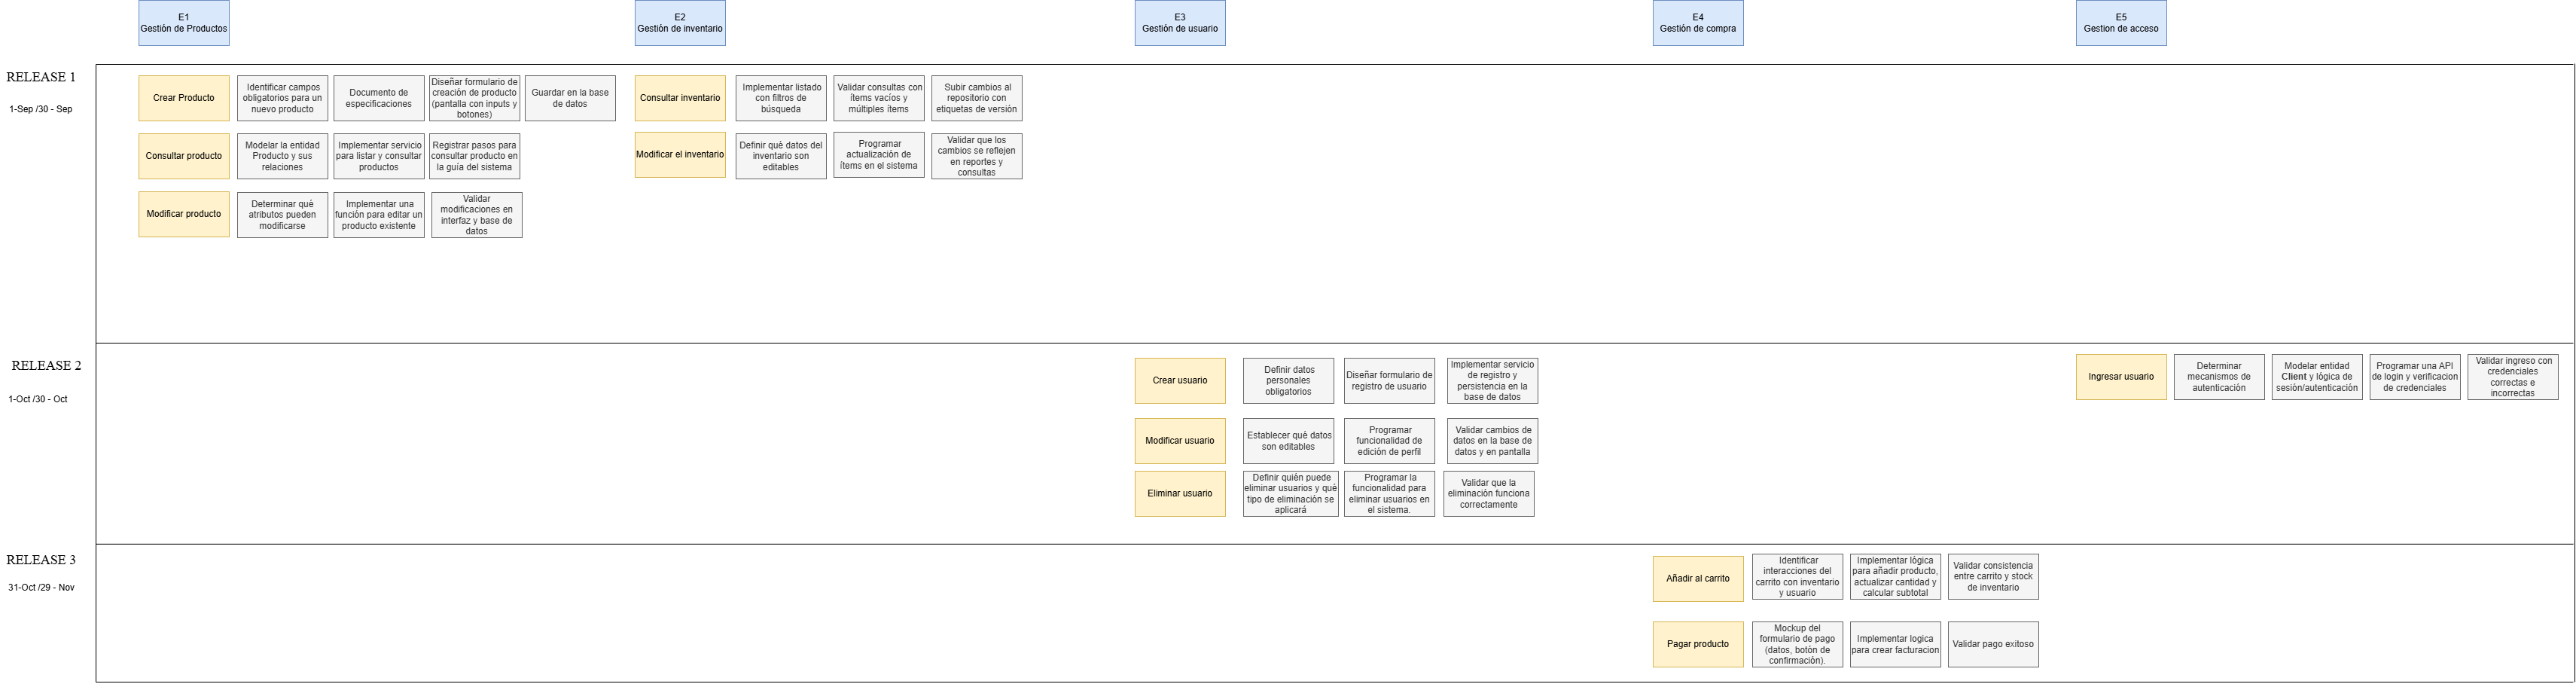 E1
Gestión de Productos
E2
Gestión de inventario
E3
Gestión de usuario
E4
Gestión de compra
E5
Gestion de acceso
RELEASE 1
1-Sep /30 - Sep
Crear Producto
Identificar campos
obligatorios para un
nuevo producto
Documento de
especificaciones
Diseñar formulario de
creación de producto
(pantalla con inputs y
botones)
Guardar en la base
de datos
Consultar inventario
Implementar listado
con filtros de
búsqueda
Validar consultas con
ítems vacíos y
múltiples ítems
Subir cambios al
repositorio con
etiquetas de versión
Consultar producto
Modelar la entidad
Producto y sus
relaciones
Implementar servicio
para listar y consultar
productos
Registrar pasos para
consultar producto en
la guía del sistema
Modificar el inventario
Definir qué datos del
inventario son
editables
Programar
actualización de
ítems en el sistema
Validar que los
cambios se reflejen
en reportes y
consultas
Modificar producto
Determinar qué
atributos pueden
modificarse
Implementar una
función para editar un
producto existente
Validar
modificaciones en
interfaz y base de
datos
RELEASE 2
1-Oct /30 - Oct
Crear usuario
Definir datos
personales
obligatorios
Diseñar formulario de
registro de usuario
Implementar servicio
de registro y
persistencia en la
base de datos
Ingresar usuario
Determinar
mecanismos de
autenticación
Modelar entidad
Client y lógica de
sesión/autenticación
Programar una API
de login y verificacion
de credenciales
Validar ingreso con
credenciales
correctas e
incorrectas
Modificar usuario
Establecer qué datos
son editables
Programar
funcionalidad de
edición de perfil
Validar cambios de
datos en la base de
datos y en pantalla
Eliminar usuario
Definir quién puede
eliminar usuarios y qué
tipo de eliminación se
aplicará
Programar la
funcionalidad para
eliminar usuarios en
el sistema.
Validar que la
eliminación funciona
correctamente
RELEASE 3
31-Oct /29 - Nov
Añadir al carrito
Identificar
interacciones del
carrito con inventario
y usuario
Implementar lógica
para añadir producto,
actualizar cantidad y
calcular subtotal
Validar consistencia
entre carrito y stock
de inventario
Pagar producto
Mockup del
formulario de pago
(datos, botón de
confirmación).
Implementar logica
para crear facturacion
Validar pago exitoso